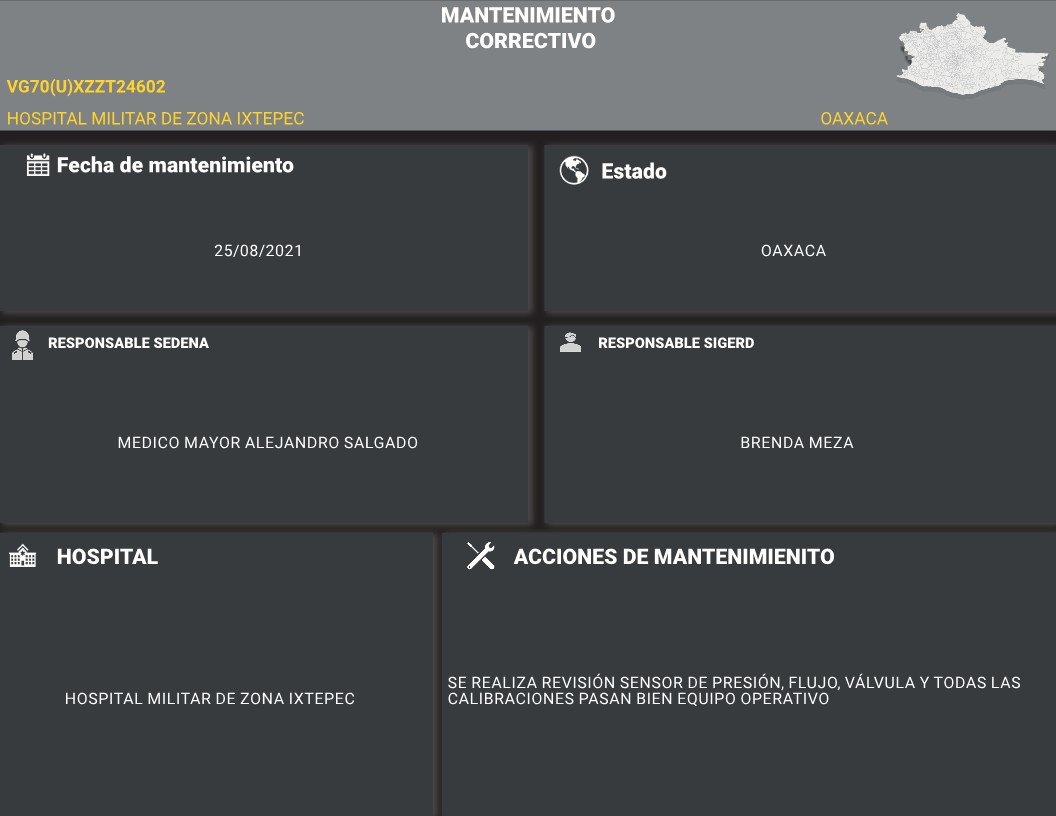 MANTENIMIENTO
CORRECTIVO
VG70(U)XZZT24602
HOSPITAL MILITAR DE ZONA IXTEPEC
OAXACA
Fecha de mantenimiento
25/08/2021
Estado
OAXACA
RESPONSABLE SEDENA
MEDICO MAYOR ALEJANDRO SALGADO
RESPONSABLE SIGERD
BRENDA MEZA
HOSPITAL
HOSPITAL MILITAR DE ZONA IXTEPEC
ACCIONES DE MANTENIMIENITO
SE REALIZA REVISIÓN SENSOR DE PRESIÓN, FLUJO, VÁLVULA Y TODAS LAS
CALIBRACIONES PASAN BIEN EQUIPO OPERATIVO